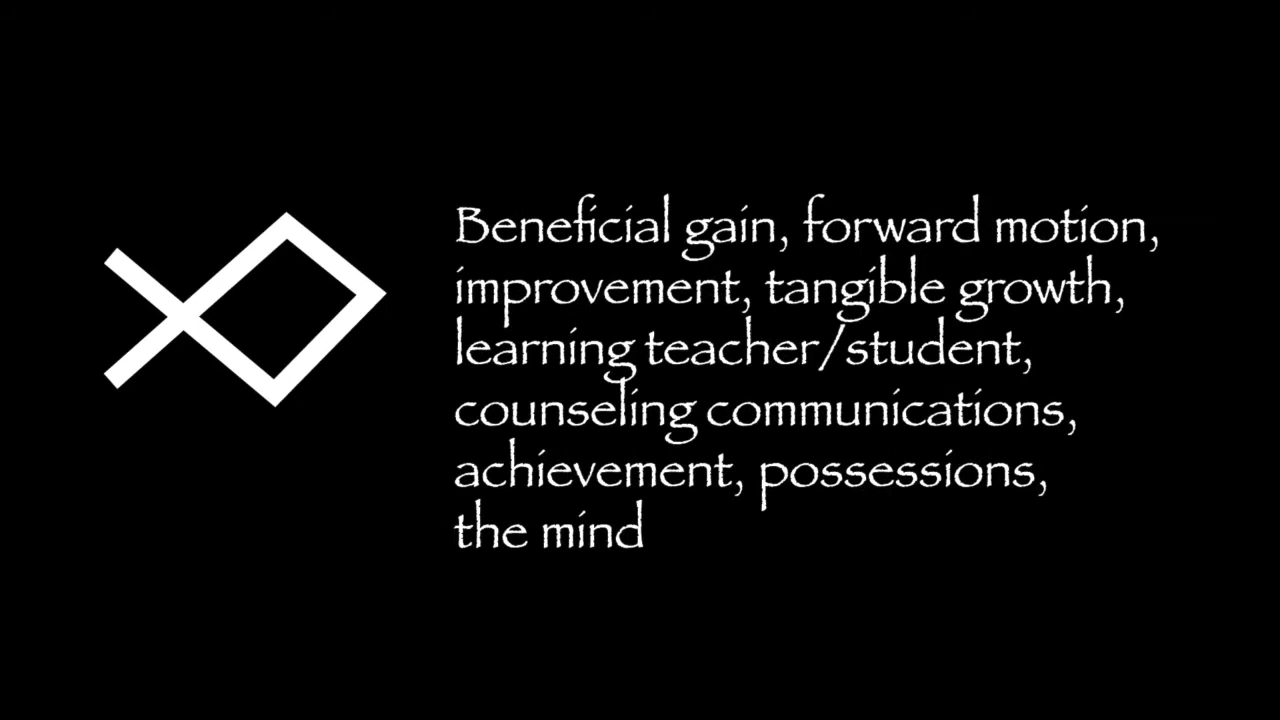 Beneficial gain, forward motion,
improvement, tangible growth,
learning teacher/student,
counseling communications,
achievement, possessions,
the mind